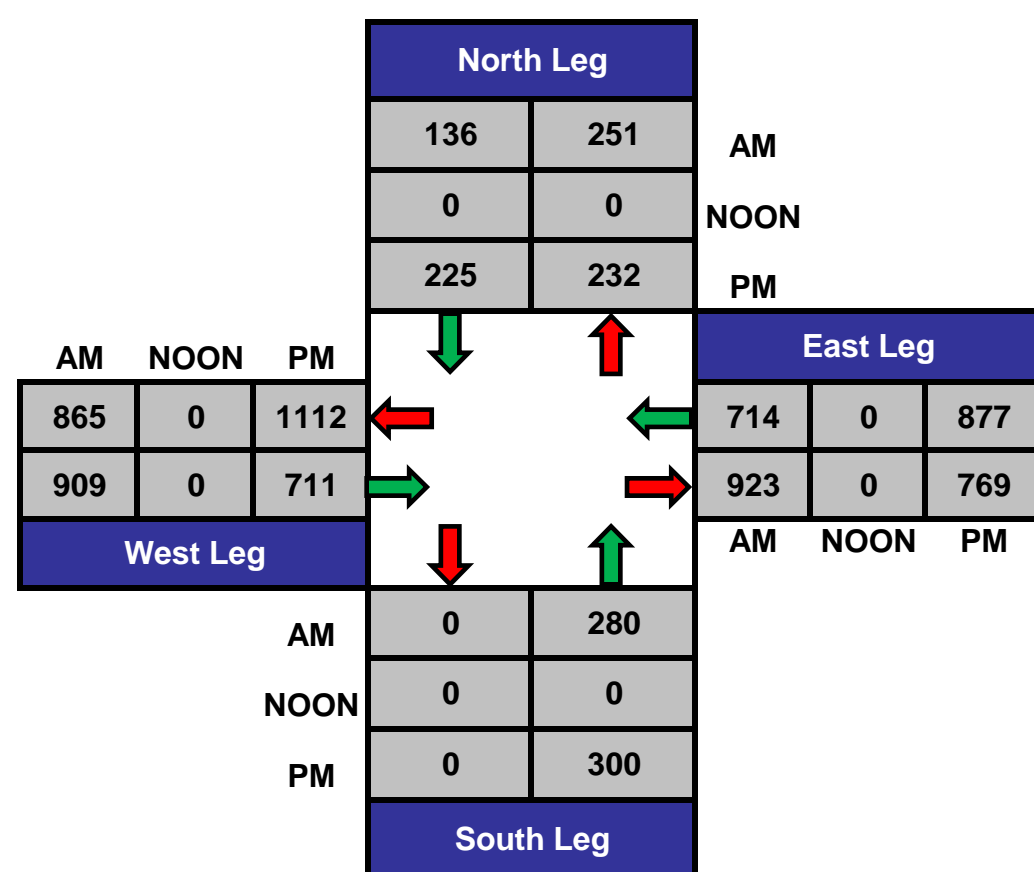 North Leg
136 251 AM
0 0 NOON
225 232 PM
East Leg
AM NOON PM
865 0 1112 714 0 877
909 0 711 923 0 769
West Leg
AM NOON PM
AM 0 280
NOON 0 0
PM 0 300
South Leg